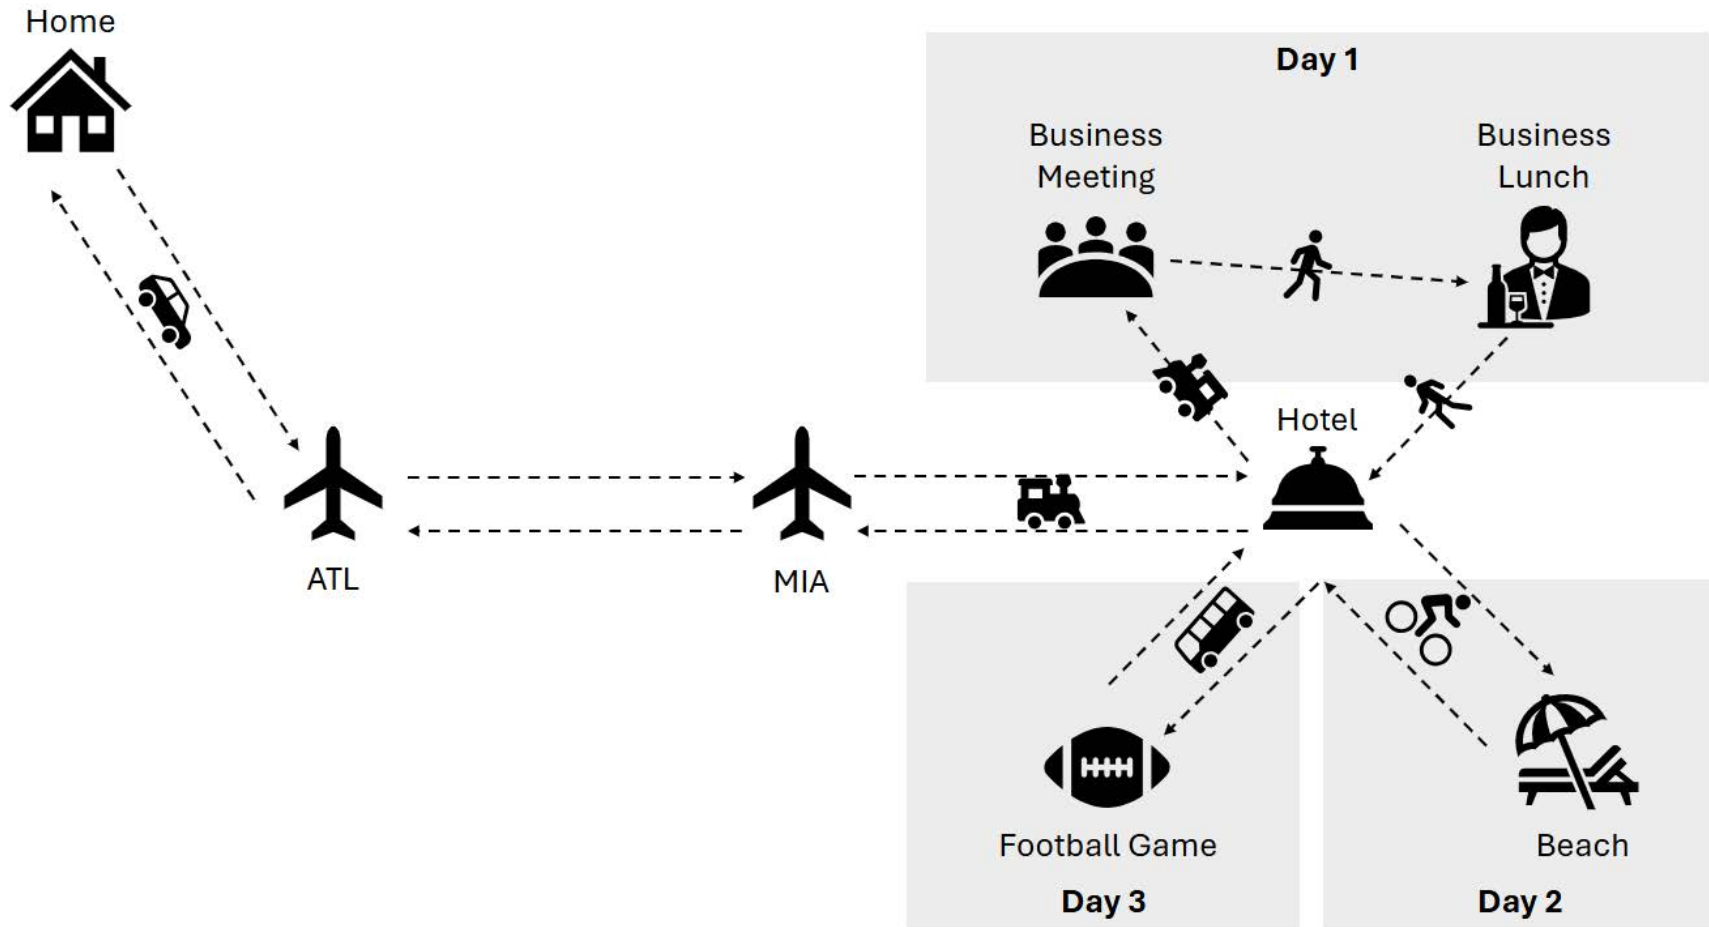 Home
Day 1
Business
Meeting
Business
Lunch
Hotel
ATL
MIA
Football Game
Day 3
Beach
Day 2